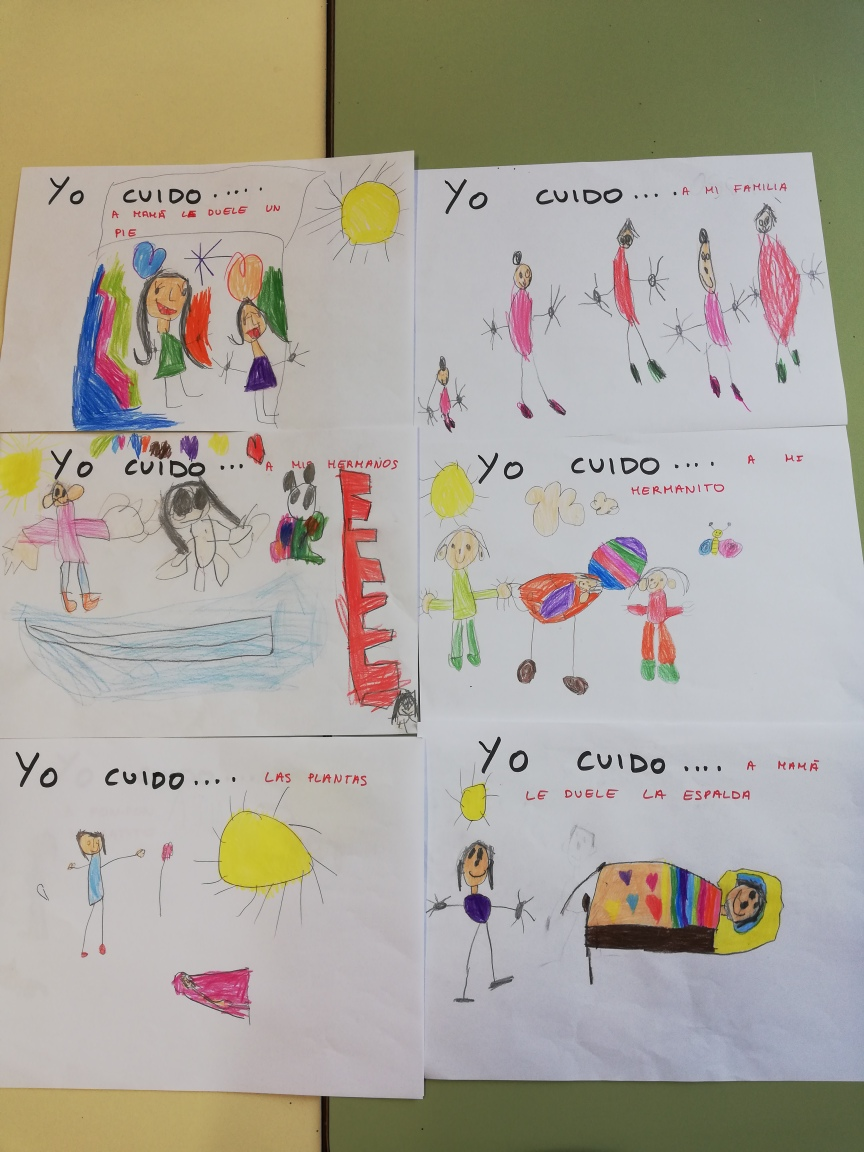 Yo CUIDO.....
A MAMÁ LE DUELE UN
PIE
Yo CUIDO.... A MI FAMILIA
Yo CUIDO... A MIS HERMANOS
Yo CUIDO.... A MI
HERMANITO
Yo CUIDO.... LAS PLANTAS
Yo CUIDO.... A MAMÁ
LE DUELE LA ESPALDA